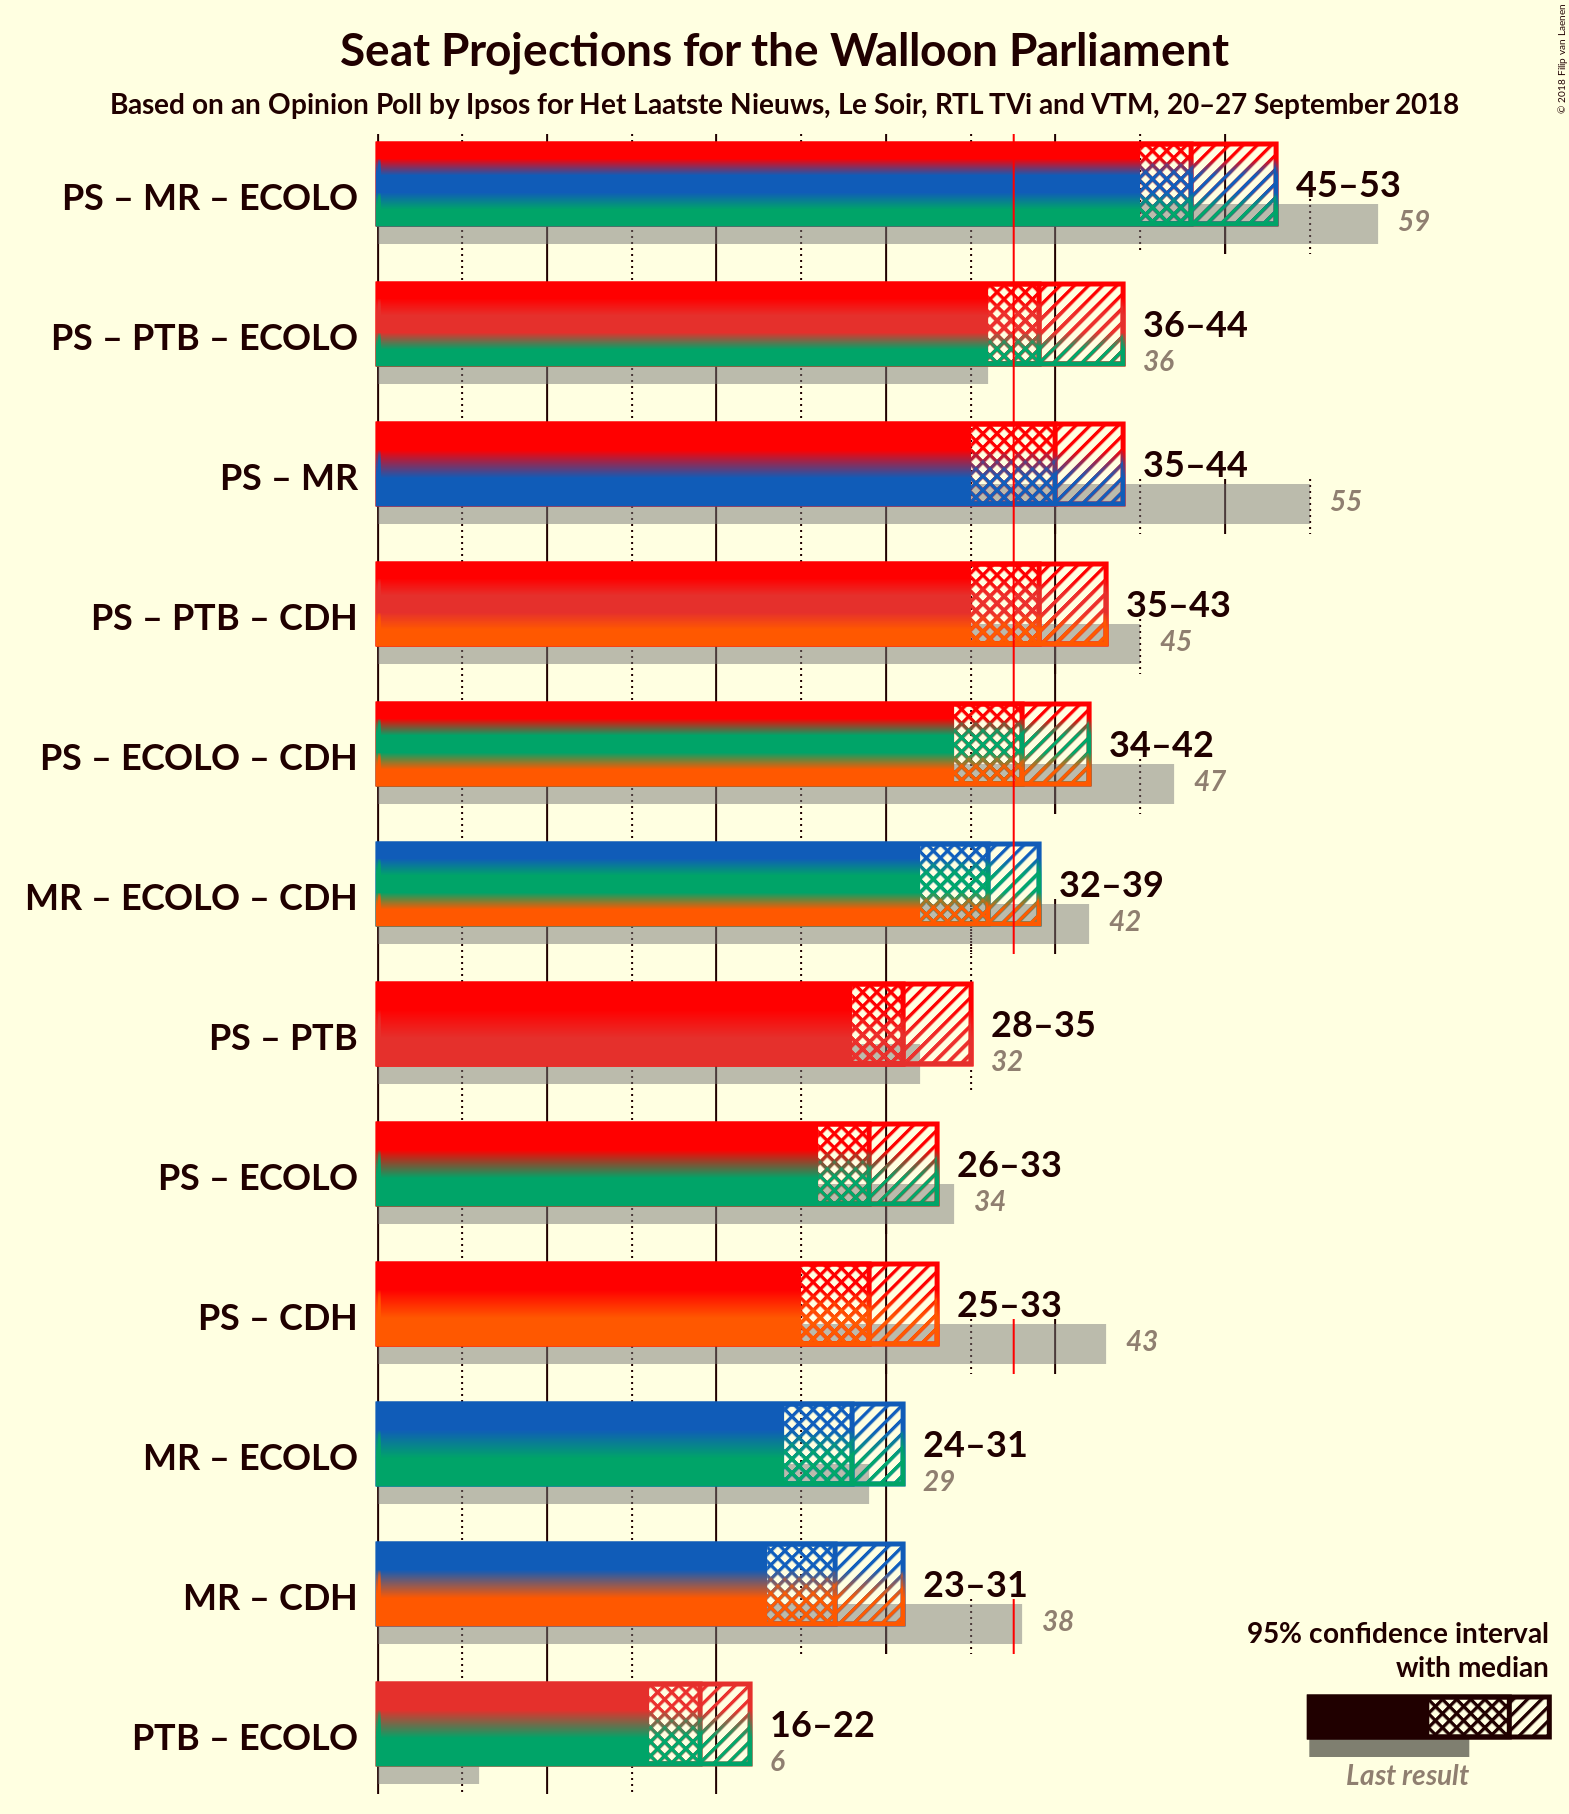 Seat Projections for the Walloon Parliament
Based on an Opinion Poll by Ipsos for Het Laatste Nieuws, Le Soir, RTL TVi and VTM, 20–27 September 2018
© 2018 Filip van Laenen
PS – MR – ECOLO
45–53
59
PS – PTB – ECOLO
36–44
36
PS – MR
35–44
55
PS – PTB – CDH
35–43
45
PS – ECOLO – CDH
34–42
47
MR – ECOLO – CDH
32–39
42
PS – PTB
28–35
32
PS – ECOLO
26–33
34
PS – CDH
25–33
43
MR – ECOLO
24–31
29
MR – CDH
23–31
38
PTB – ECOLO
16–22
6
95% confidence interval
with median
Last result